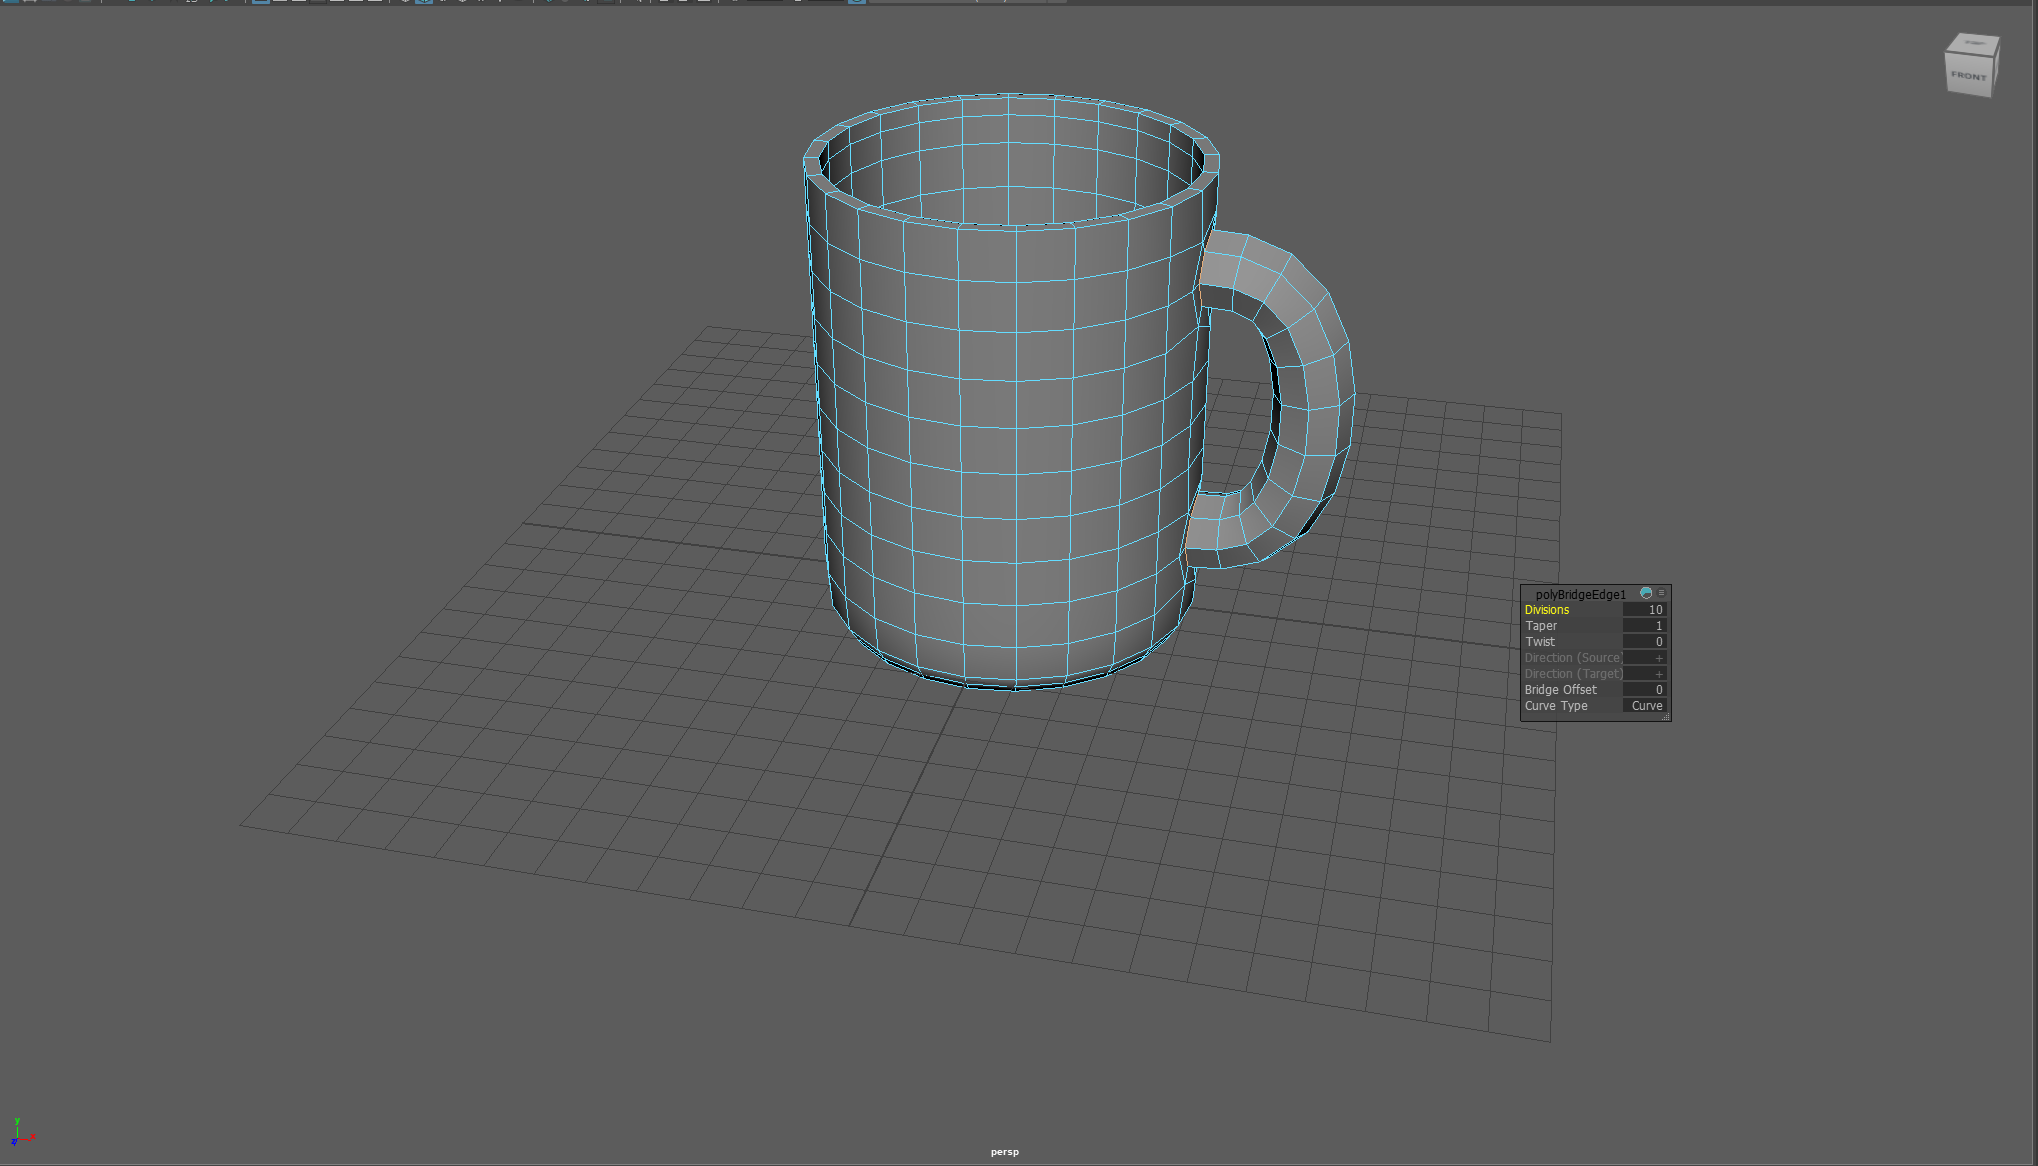 FRONT
polyBridgeEdge1
Divisions 10
Taper 1
Twist 0
Direction (Source) +
Direction (Target) +
Bridge Offset 0
Curve Type Curve
y
z
persp